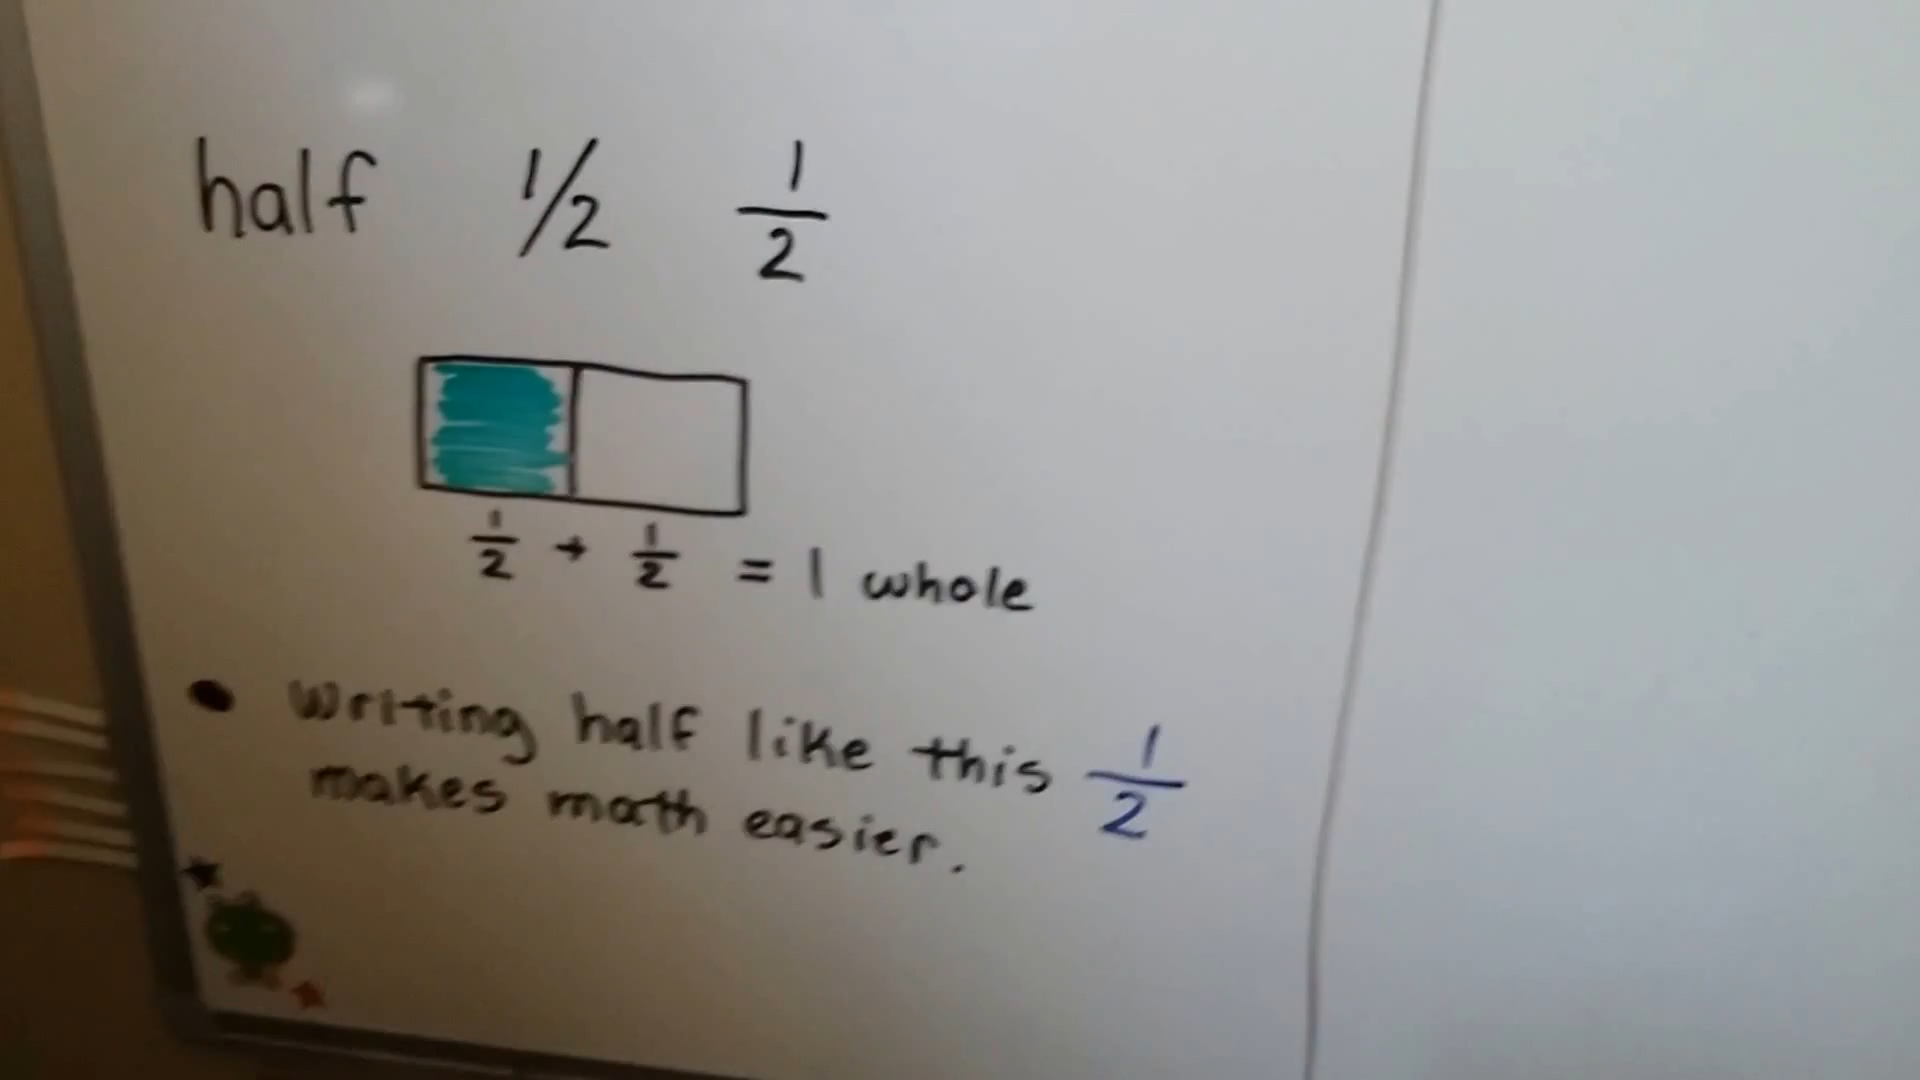 half 1/2 1/2
1/2 + 1/2 = 1 whole
• Writing half like this 1/2
makes math easier.